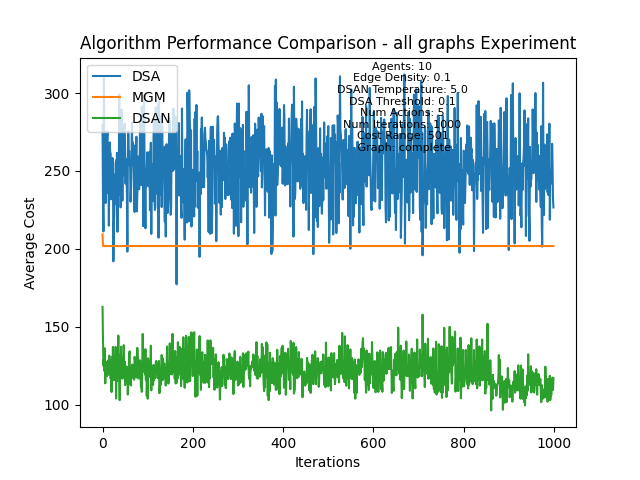 Algorithm Performance Comparison - all graphs Experiment
DSA
MGM
DSAN
Agents: 10
Edge Density: 0.1
DSAN Temperature: 5.0
DSA Threshold: 0.1
Num Actions: 5
Num Iterations: 1000
Cost Range: 501
Graph: complete
Average Cost
300
250
200
150
100
0
200
400
600
800
1000
Iterations